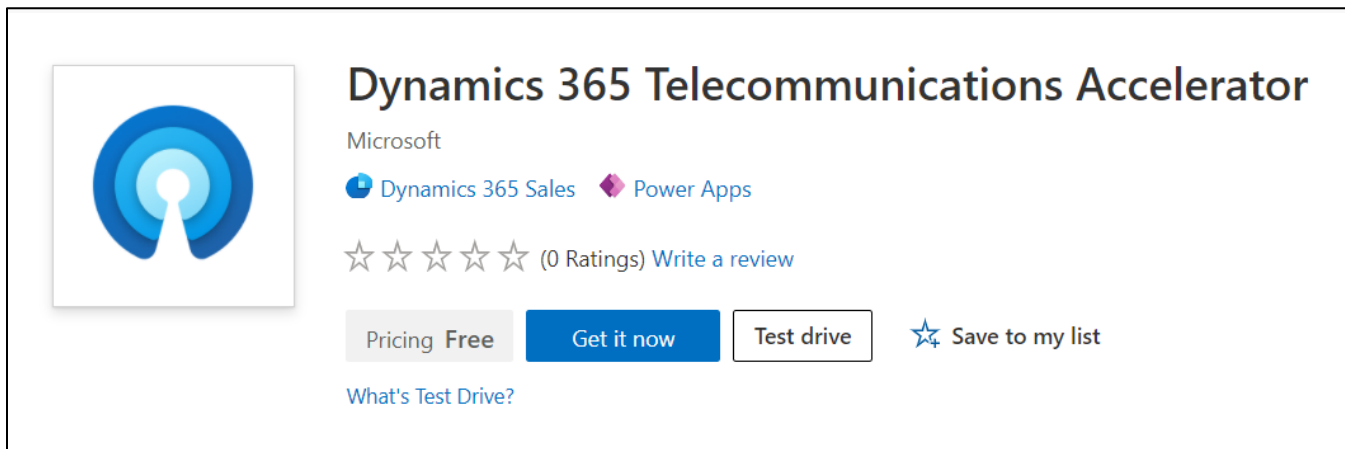 Dynamics 365 Telecommunications Accelerator
Microsoft
Dynamics 365 Sales Power Apps
(0 Ratings) Write a review
Pricing Free Get it now Test drive Save to my list
What's Test Drive?